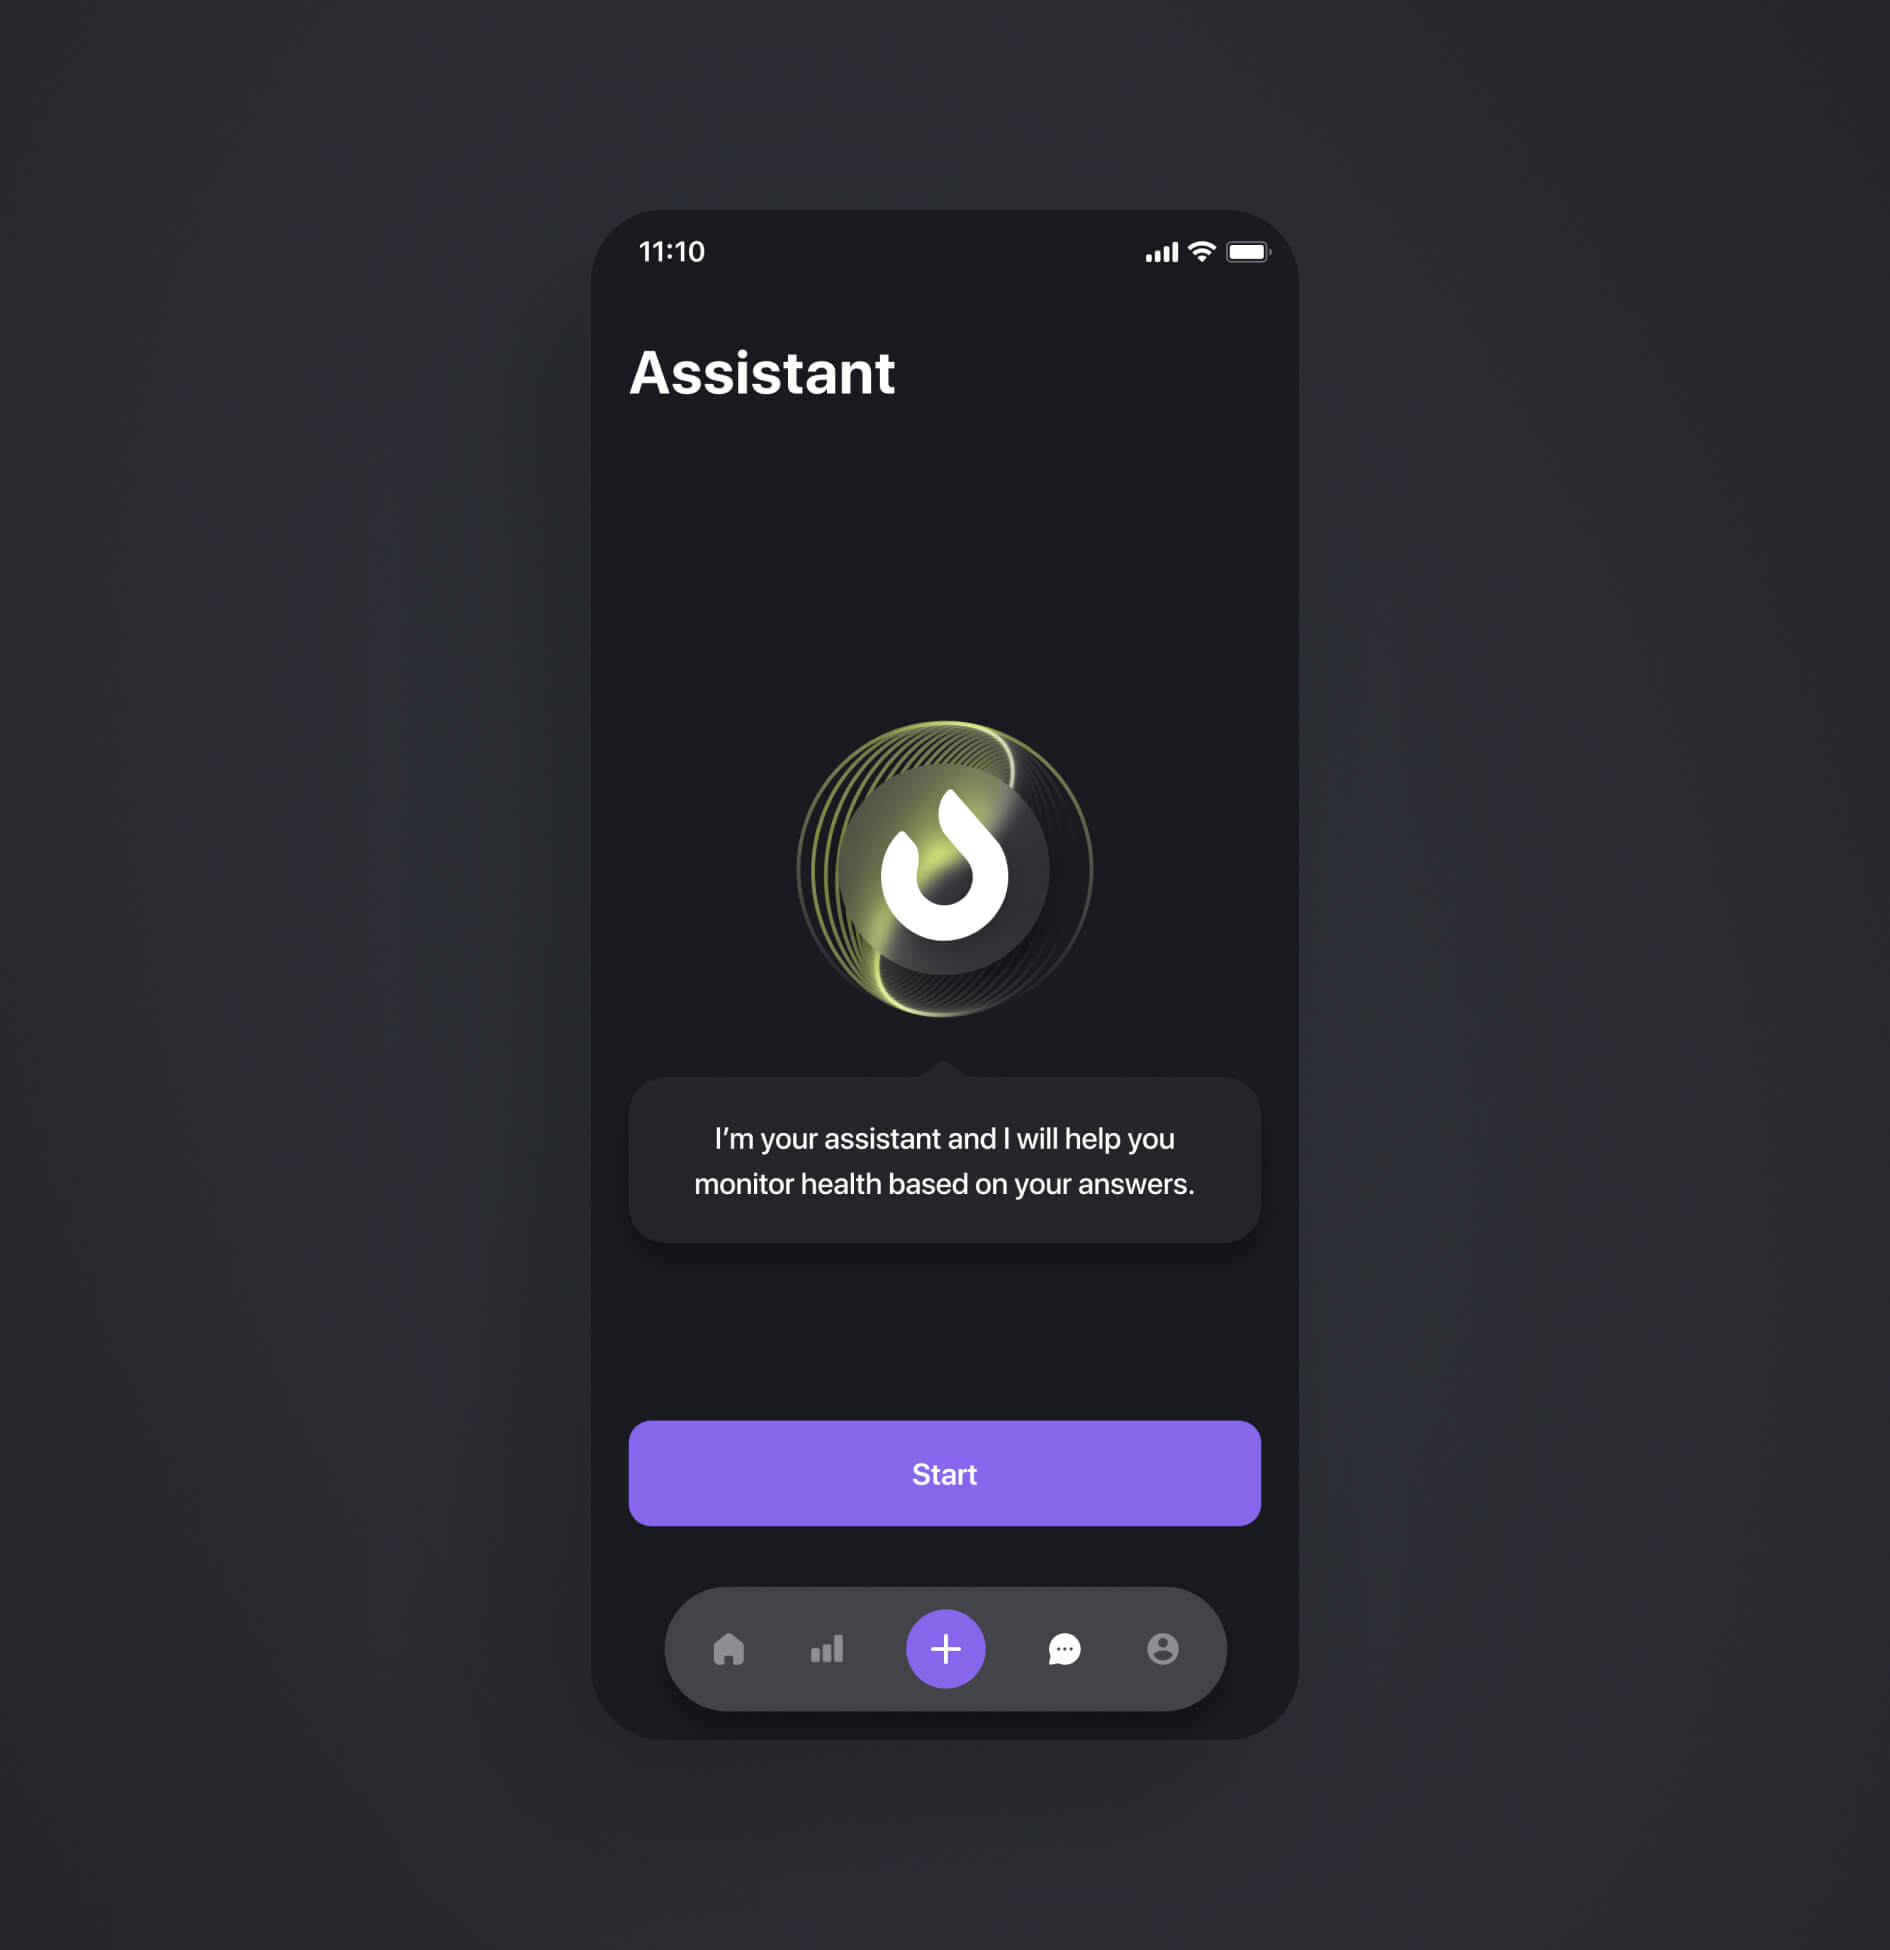 11:10
Assistant
I’m your assistant and I will help you
monitor health based on your answers.
Start